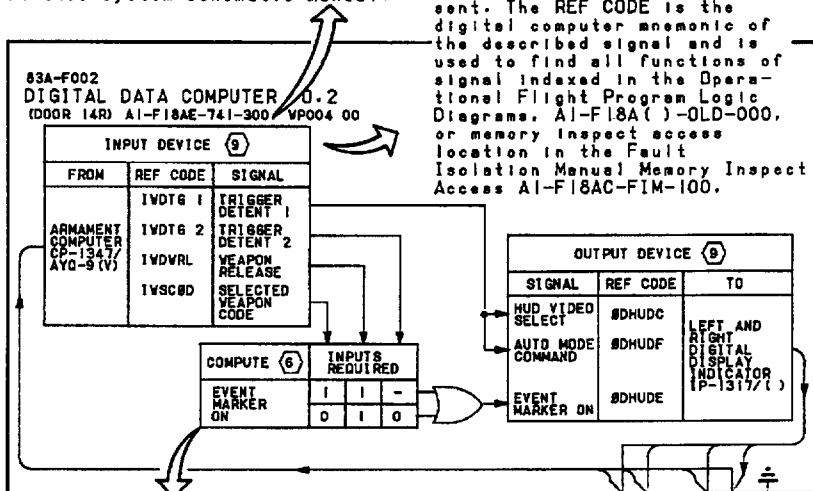 sent. The REF CODE is the
digital computer mnemonic of
the described signal and is
used to find all functions of
signal indexed in the Opera-
tional Flight Program Logic
Diagrams, A1-F18A( )-OLD-000,
or memory inspect access
location in the Fault
Isolation Manual Memory Inspect
Access A1-F18AC-FIM-100.
83A-F002
DIGITAL DATA COMPUTER .2
(DOOR 14R) A1-F18AE-741-300 WP004 00
INPUT DEVICE 9
FROM REF CODE SIGNAL
ARMAMENT
COMPUTER
CP-1347/
AYQ-9(V)
IWDTG 1 TRIGGER
DETENT 1
IWDTG 2 TRIGGER
DETENT 2
IWDWRL WEAPON
RELEASE
IWSCØD SELECTED
WEAPON
CODE
COMPUTE 6 INPUTS
REQUIRED
EVENT
MARKER
ON
1 1 -
0 1 0
OUTPUT DEVICE 9
SIGNAL REF CODE TO
HUD VIDEO
SELECT ØDHUDC
AUTO MODE
COMMAND ØDHUDF
EVENT
MARKER ON ØDHUDE
LEFT AND
RIGHT
DIGITAL
DISPLAY
INDICATOR
IP-1317/( )